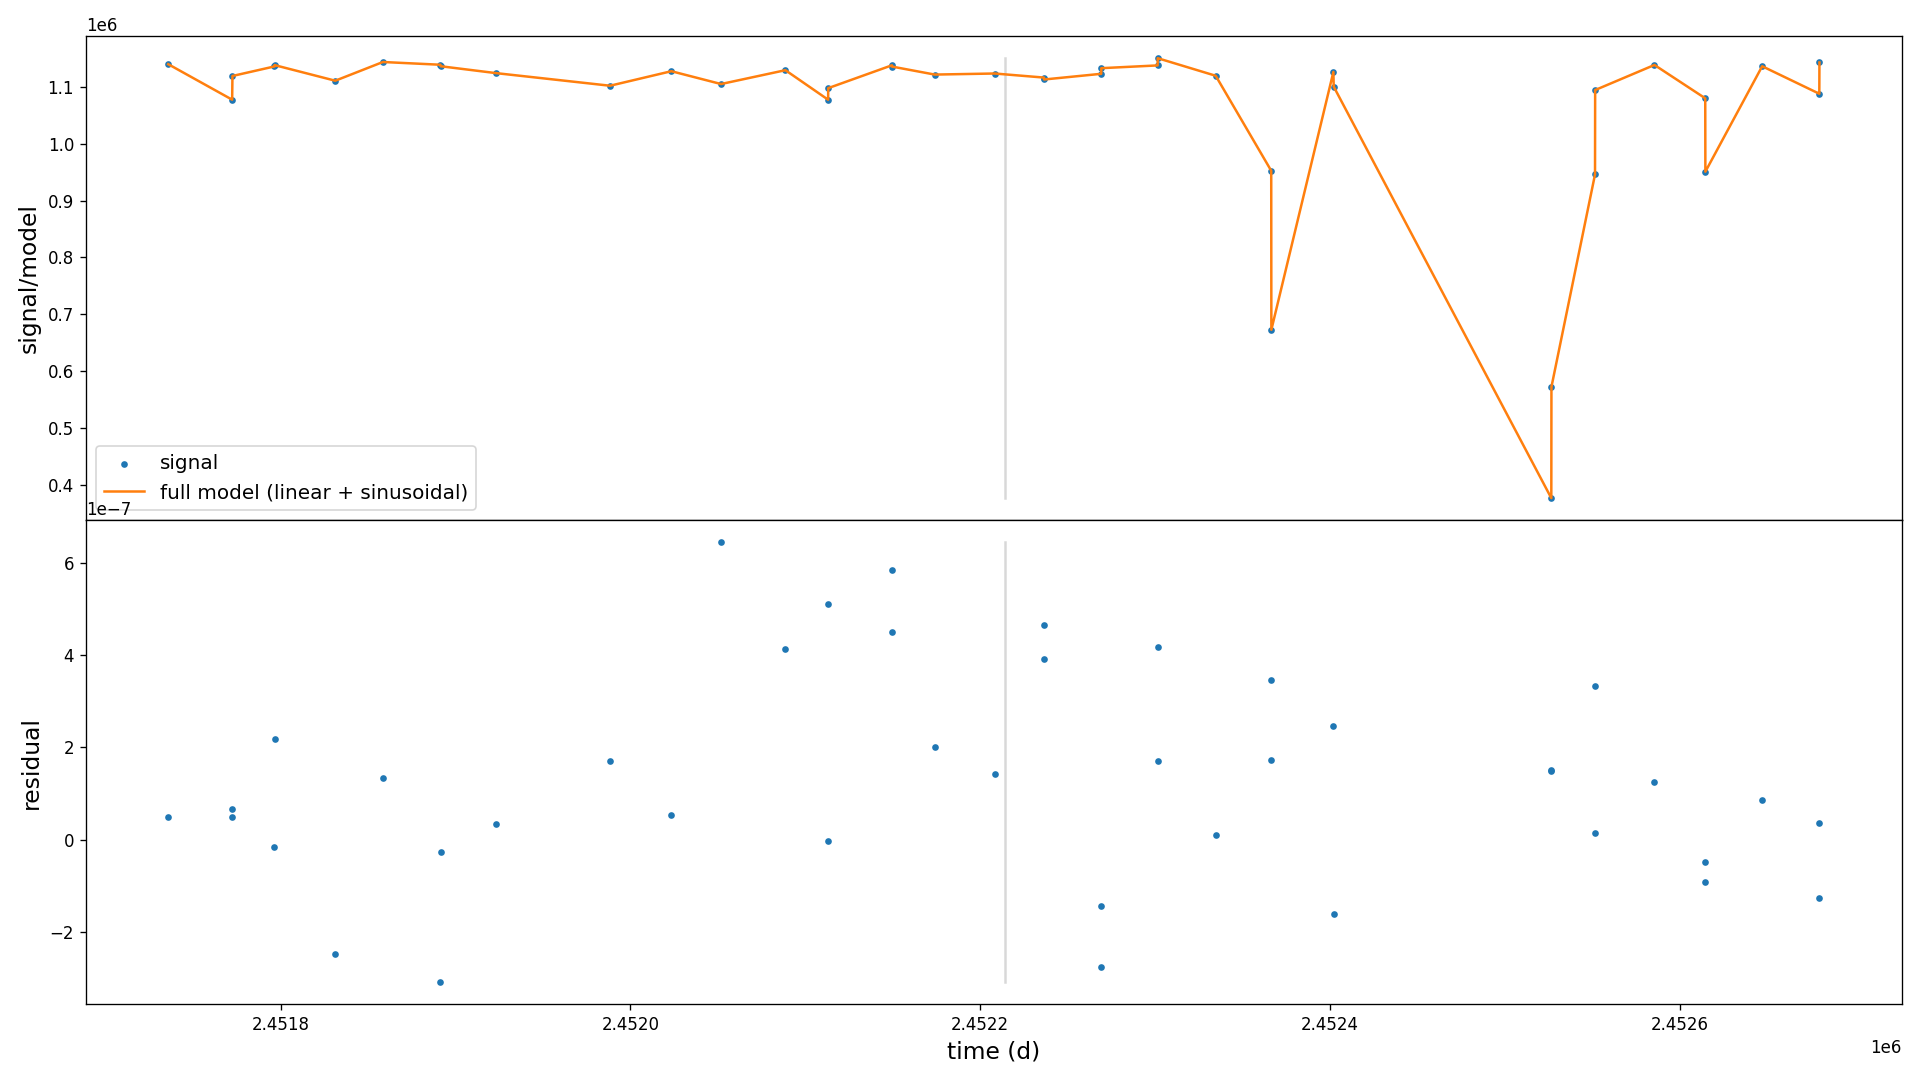 1e6
1.1
1.0
0.9
0.8
0.7
0.6
0.5
0.4
signal/model
signal
full model (linear + sinusoidal)
1e−7
6
4
2
0
−2
residual
2.4518
2.4520
2.4522
2.4524
2.4526
time (d)
1e6